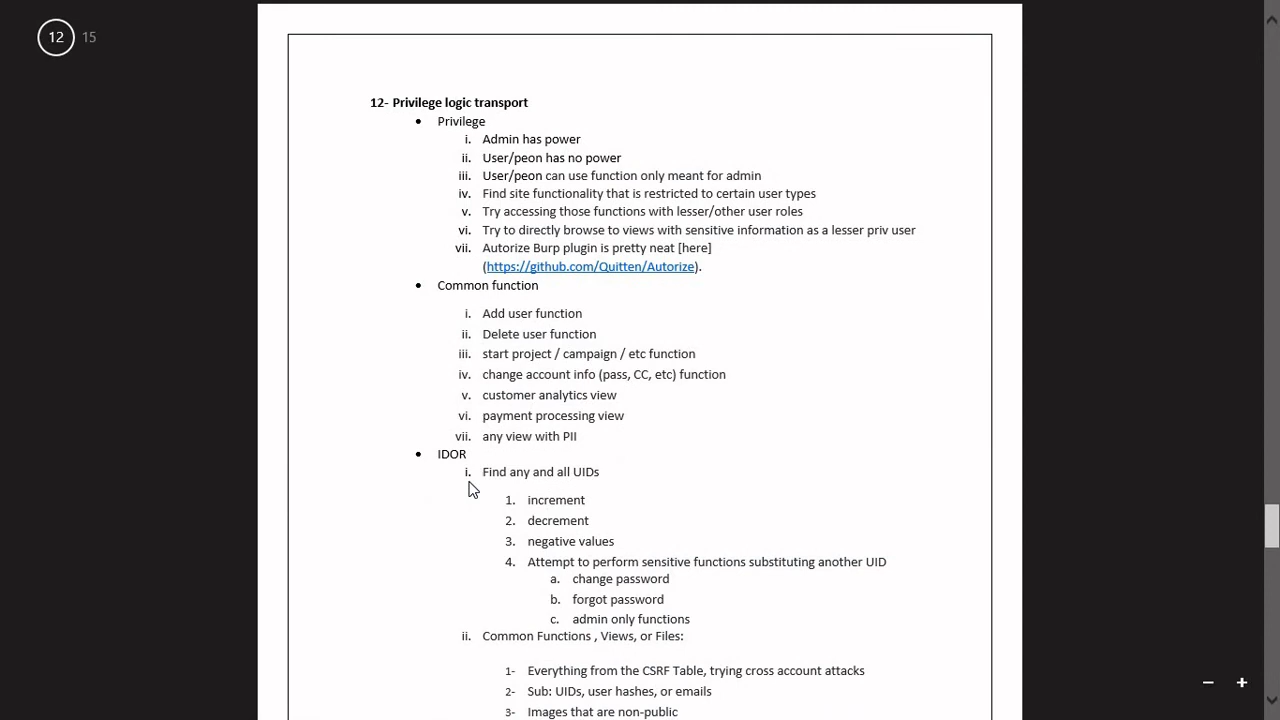 12 15
12- Privilege logic transport
• Privilege
i. Admin has power
ii. User/peon has no power
iii. User/peon can use function only meant for admin
iv. Find site functionality that is restricted to certain user types
v. Try accessing those functions with lesser/other user roles
vi. Try to directly browse to views with sensitive information as a lesser priv user
vii. Autorize Burp plugin is pretty neat [here]
(https://github.com/Quitten/Autorize).
• Common function
i. Add user function
ii. Delete user function
iii. start project / campaign / etc function
iv. change account info (pass, CC, etc) function
v. customer analytics view
vi. payment processing view
vii. any view with PII
• IDOR
i. Find any and all UIDs
1. increment
2. decrement
3. negative values
4. Attempt to perform sensitive functions substituting another UID
a. change password
b. forgot password
c. admin only functions
ii. Common Functions , Views, or Files:
1- Everything from the CSRF Table, trying cross account attacks
2- Sub: UIDs, user hashes, or emails
3- Images that are non-public